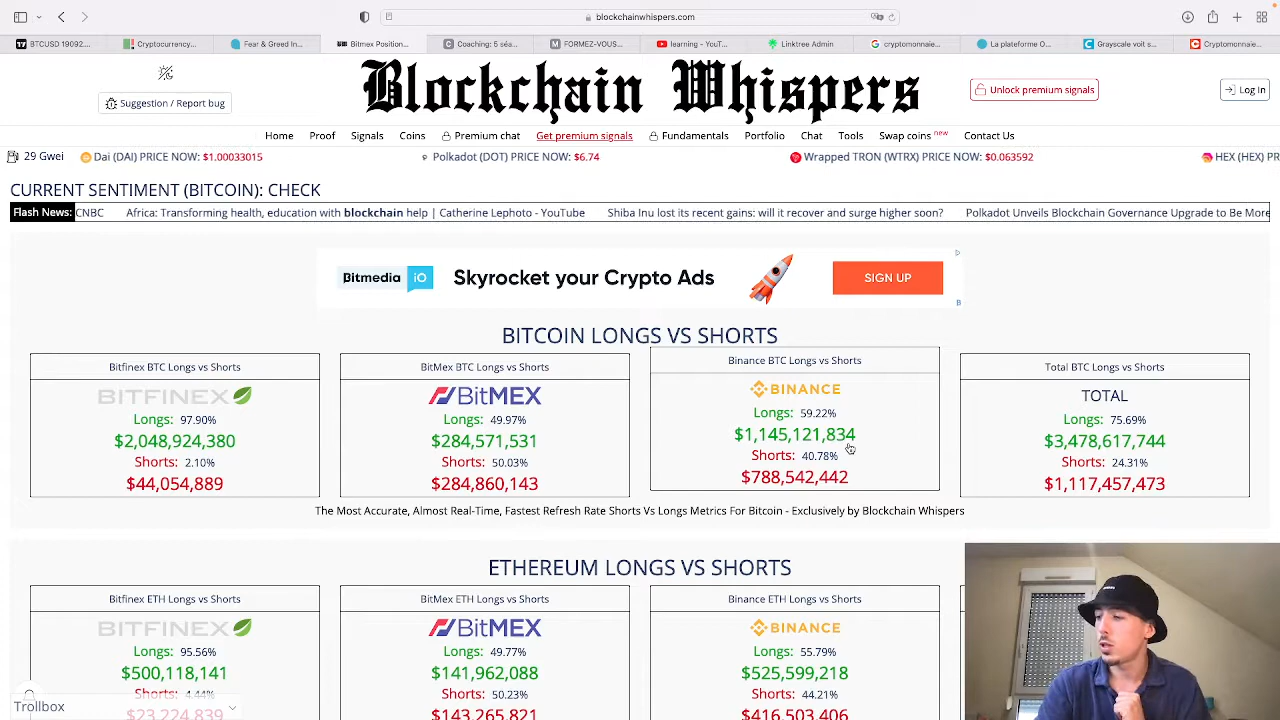 blockchainwhispers.com
BTCUSD 19092...
Cryptocurrency...
Fear & Greed In...
Bitmex Position...
Coaching: 5 séa...
FORMEZ-VOUS...
learning - YouT...
Linktree Admin
cryptomonnaie...
La plateforme O...
Grayscale voit s...
Cryptomonnaie...
Suggestion / Report bug
Blockchain Whispers
Unlock premium signals
Log in
Home Proof Signals Coins Premium chat Get premium signals Fundamentals Portfolio Chat Tools Swap coins new Contact Us
29 Gwei Dai (DAI) PRICE NOW: $1.00033015 Polkadot (DOT) PRICE NOW: $6.74 Wrapped TRON (WTRX) PRICE NOW: $0.063592 HEX (HEX) PR
CURRENT SENTIMENT (BITCOIN): CHECK
Flash News: CNBC Africa: Transforming health, education with blockchain help | Catherine Lephoto - YouTube Shiba Inu lost its recent gains: will it recover and surge higher soon? Polkadot Unveils Blockchain Governance Upgrade to Be More
Bitmedia iO Skyrocket your Crypto Ads SIGN UP
BITCOIN LONGS VS SHORTS
Bitfinex BTC Longs vs Shorts
BITFINEX
Longs: 97.90%
$2,048,924,380
Shorts: 2.10%
$44,054,889
BitMex BTC Longs vs Shorts
BitMEX
Longs: 49.97%
$284,571,531
Shorts: 50.03%
$284,860,143
Binance BTC Longs vs Shorts
BINANCE
Longs: 59.22%
$1,145,121,834
Shorts: 40.78%
$788,542,442
Total BTC Longs vs Shorts
TOTAL
Longs: 75.69%
$3,478,617,744
Shorts: 24.31%
$1,117,457,473
The Most Accurate, Almost Real-Time, Fastest Refresh Rate Shorts Vs Longs Metrics For Bitcoin - Exclusively by Blockchain Whispers
ETHEREUM LONGS VS SHORTS
Bitfinex ETH Longs vs Shorts
BITFINEX
Longs: 95.56%
$500,118,141
Shorts: 4.44%
$23,224,839
BitMex ETH Longs vs Shorts
BitMEX
Longs: 49.77%
$141,962,088
Shorts: 50.23%
$143,265,821
Binance ETH Longs vs Shorts
BINANCE
Longs: 55.79%
$525,599,218
Shorts: 44.21%
$416,503,406
Trollbox